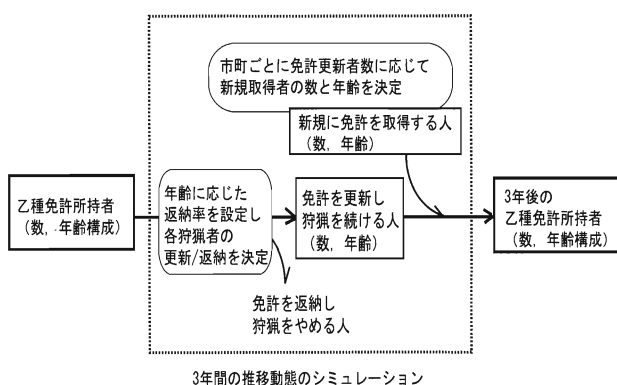 市町ごとに免許更新者数に応じて
新規取得者の数と年齢を決定
新規に免許を取得する人
(数, 年齢)
乙種免許所持者
(数, 年齢構成)
年齢に応じた
返納率を設定し
各狩猟者の
更新/返納を決定
免許を更新し
狩猟を続ける人
(数, 年齢)
3年後の
乙種免許所持者
(数, 年齢構成)
免許を返納し
狩猟をやめる人
3年間の推移動態のシミュレーション